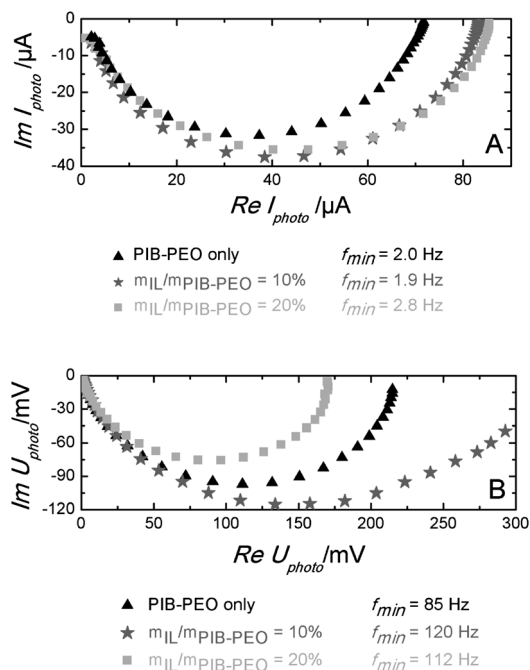 0
-10
-20
-30
-40
Im I_photo /µA
A
0 20 40 60 80
Re I_photo /µA
▲ PIB-PEO only f_min = 2.0 Hz
★ m_IL/m_PIB-PEO = 10% f_min = 1.9 Hz
■ m_IL/m_PIB-PEO = 20% f_min = 2.8 Hz
0
-30
-60
-90
-120
Im U_photo/mV
B
0 50 100 150 200 250 300
Re U_photo/mV
▲ PIB-PEO only f_min = 85 Hz
★ m_IL/m_PIB-PEO = 10% f_min = 120 Hz
■ m_IL/m_PIB-PEO = 20% f_min = 112 Hz